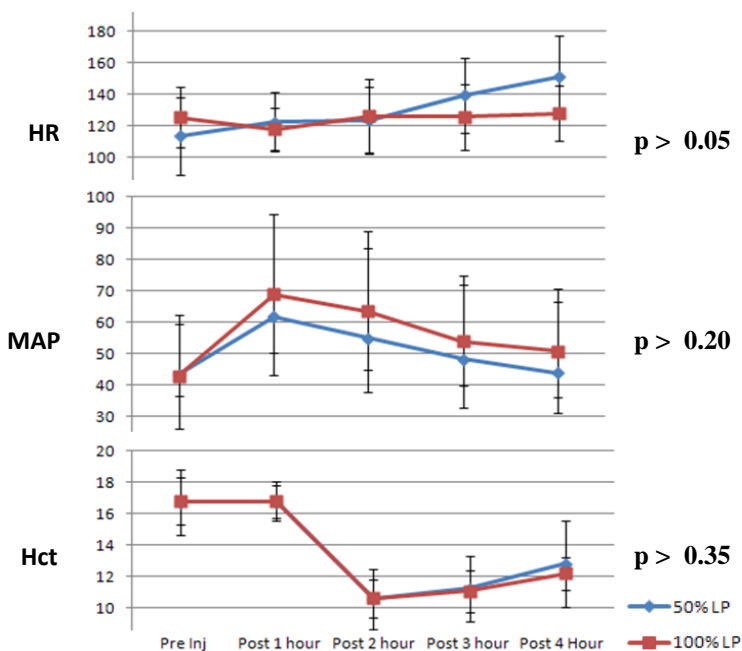 180
160
140
120
100
HR
p > 0.05
100
90
80
70
60
50
40
30
MAP
p > 0.20
20
18
16
14
12
10
Hct
p > 0.35
50% LP
100% LP
Pre Inj Post 1 hour Post 2 hour Post 3 hour Post 4 Hour